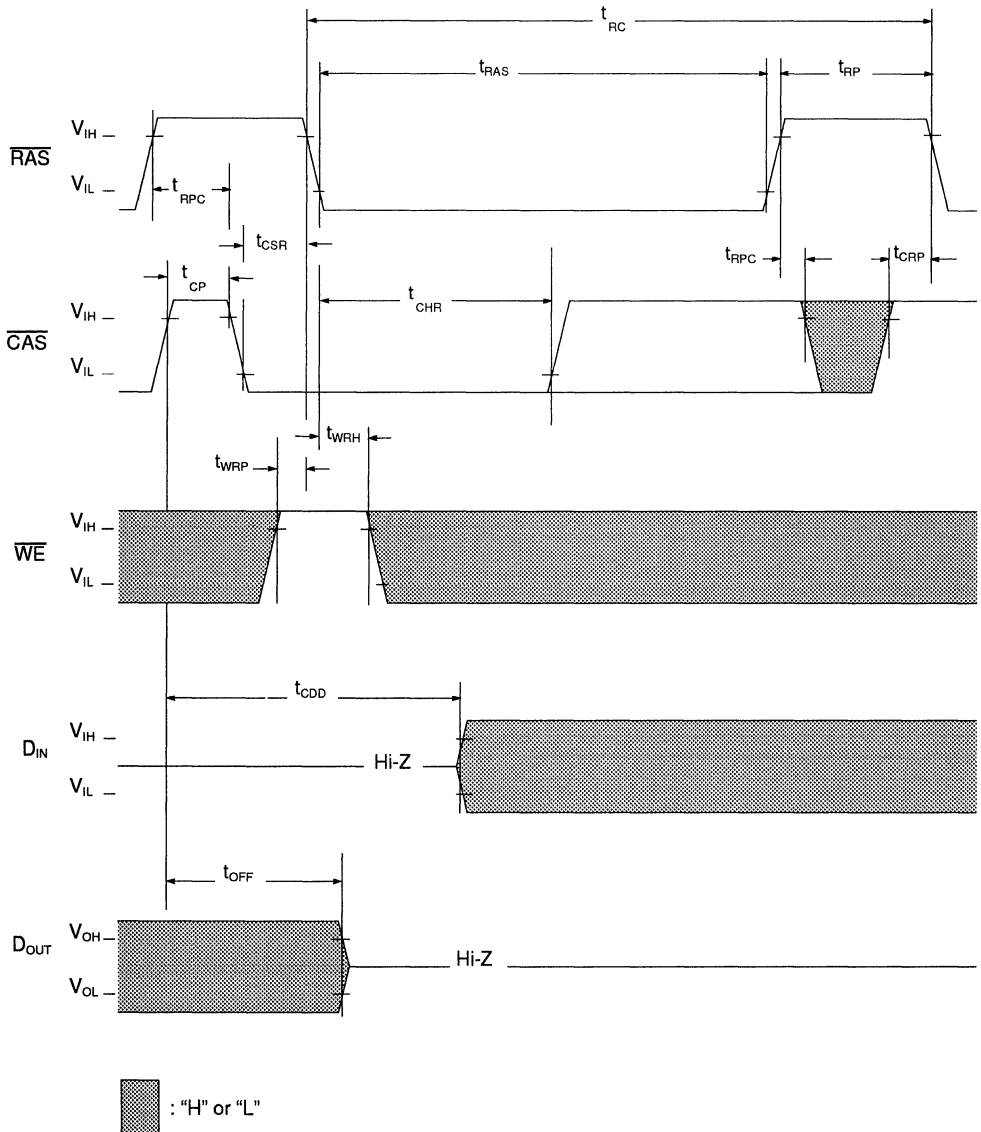 tRC
tRAS
tRP
RAS
VIH
VIL
tRPC
tCSR
tRPC
tCRP
tCP
tCHR
CAS
VIH
VIL
tWRH
tWRP
WE
VIH
VIL
tCDD
DIN
VIH
VIL
Hi-Z
tOFF
DOUT
VOH
VOL
Hi-Z
: “H” or “L”